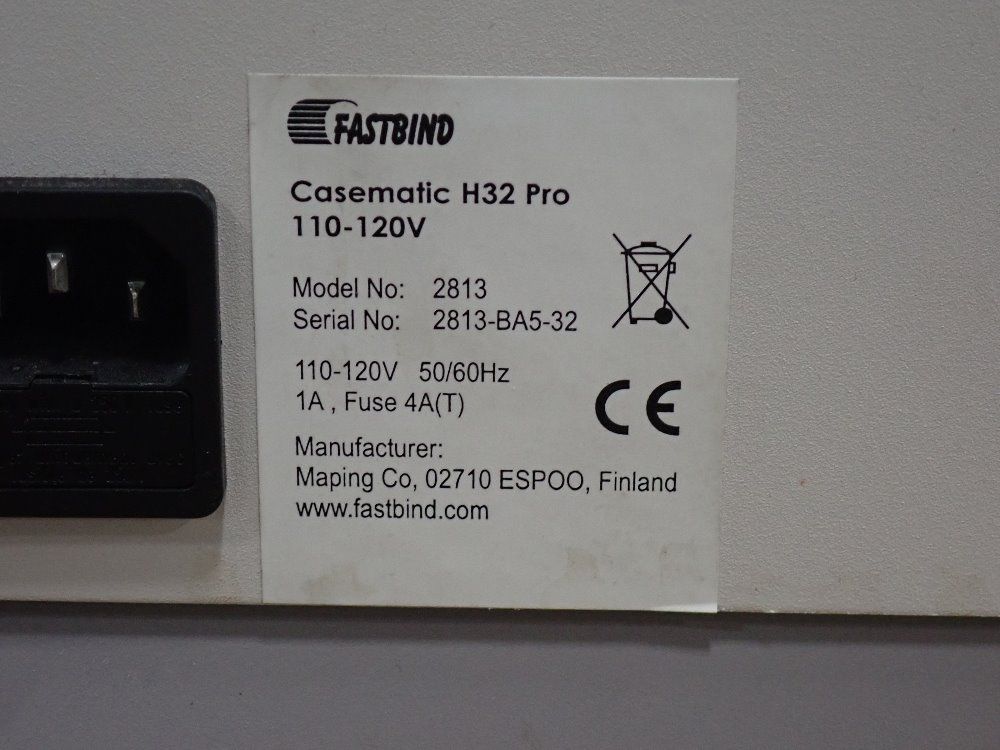 FASTBIND
Casematic H32 Pro
110-120V
Model No: 2813
Serial No: 2813-BA5-32
110-120V 50/60Hz
1A , Fuse 4A(T)
Manufacturer:
Maping Co, 02710 ESPOO, Finland
www.fastbind.com
CE